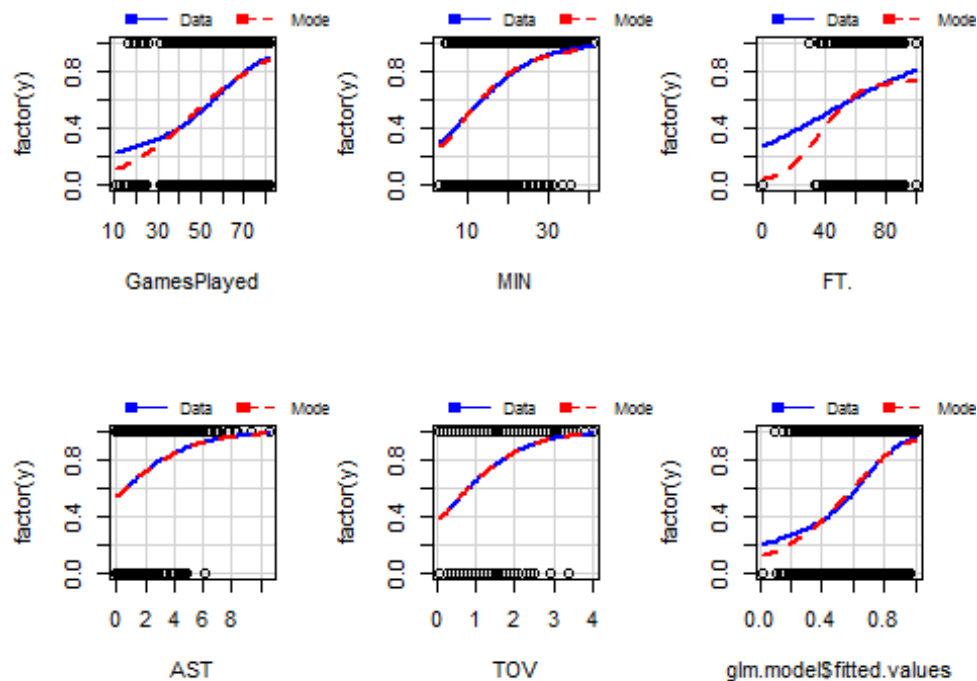 Data Mode Data Mode Data Mode
factor(y) factor(y) factor(y)
0.0 0.4 0.8 0.0 0.4 0.8 0.0 0.4 0.8
10 30 50 70 10 30 0 40 80
GamesPlayed MIN FT.
Data Mode Data Mode Data Mode
factor(y) factor(y) factor(y)
0.0 0.4 0.8 0.0 0.4 0.8 0.0 0.4 0.8
0 2 4 6 8 0 1 2 3 4 0.0 0.4 0.8
AST TOV glm.model$fitted.values